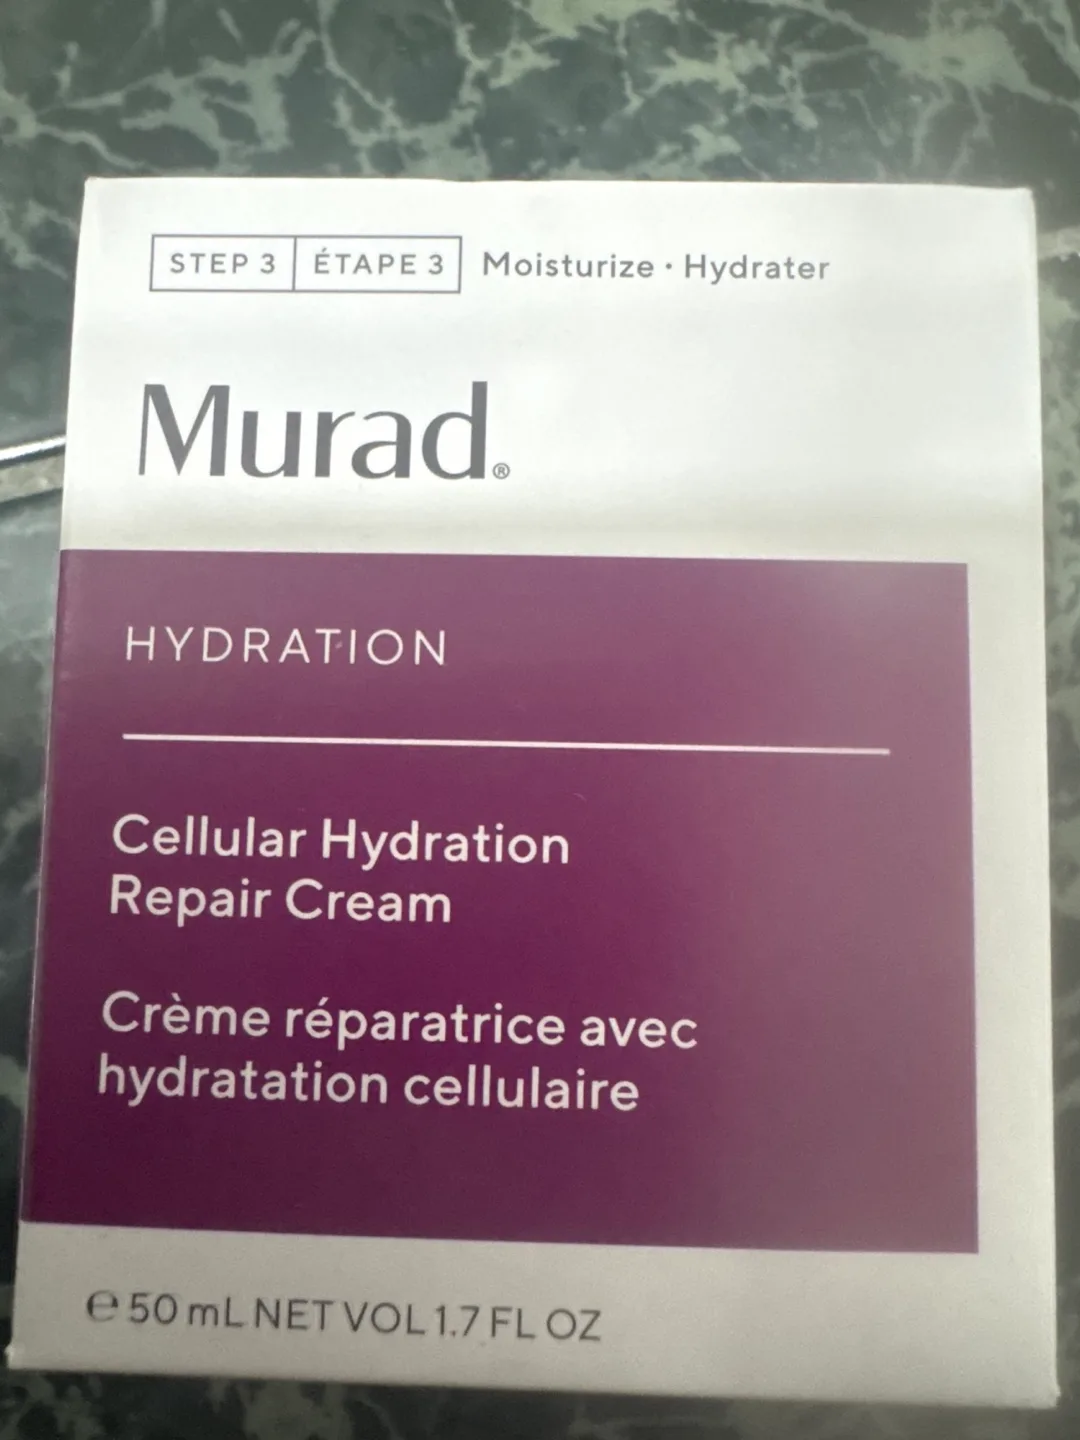 STEP 3 ÉTAPE 3 Moisturize · Hydrater
Murad®
HYDRATION
Cellular Hydration
Repair Cream
Crème réparatrice avec
hydratation cellulaire
℮ 50 mL NET VOL 1.7 FL OZ